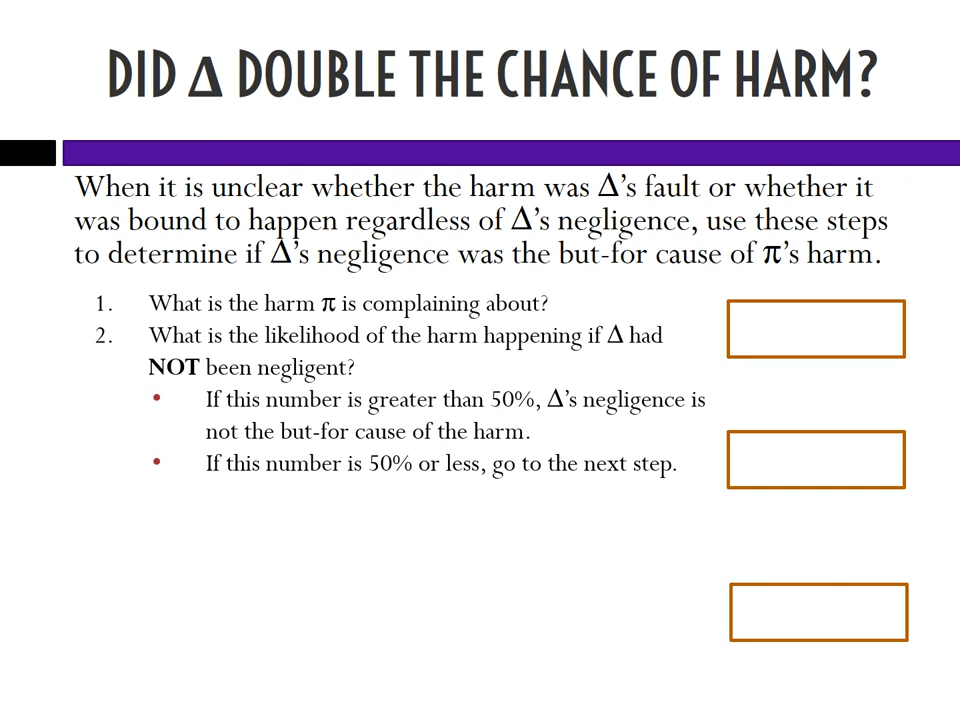 DID Δ DOUBLE THE CHANCE OF HARM?
When it is unclear whether the harm was Δ’s fault or whether it
was bound to happen regardless of Δ’s negligence, use these steps
to determine if Δ’s negligence was the but-for cause of π’s harm.
1. What is the harm π is complaining about?
2. What is the likelihood of the harm happening if Δ had
NOT been negligent?
• If this number is greater than 50%, Δ’s negligence is
not the but-for cause of the harm.
• If this number is 50% or less, go to the next step.